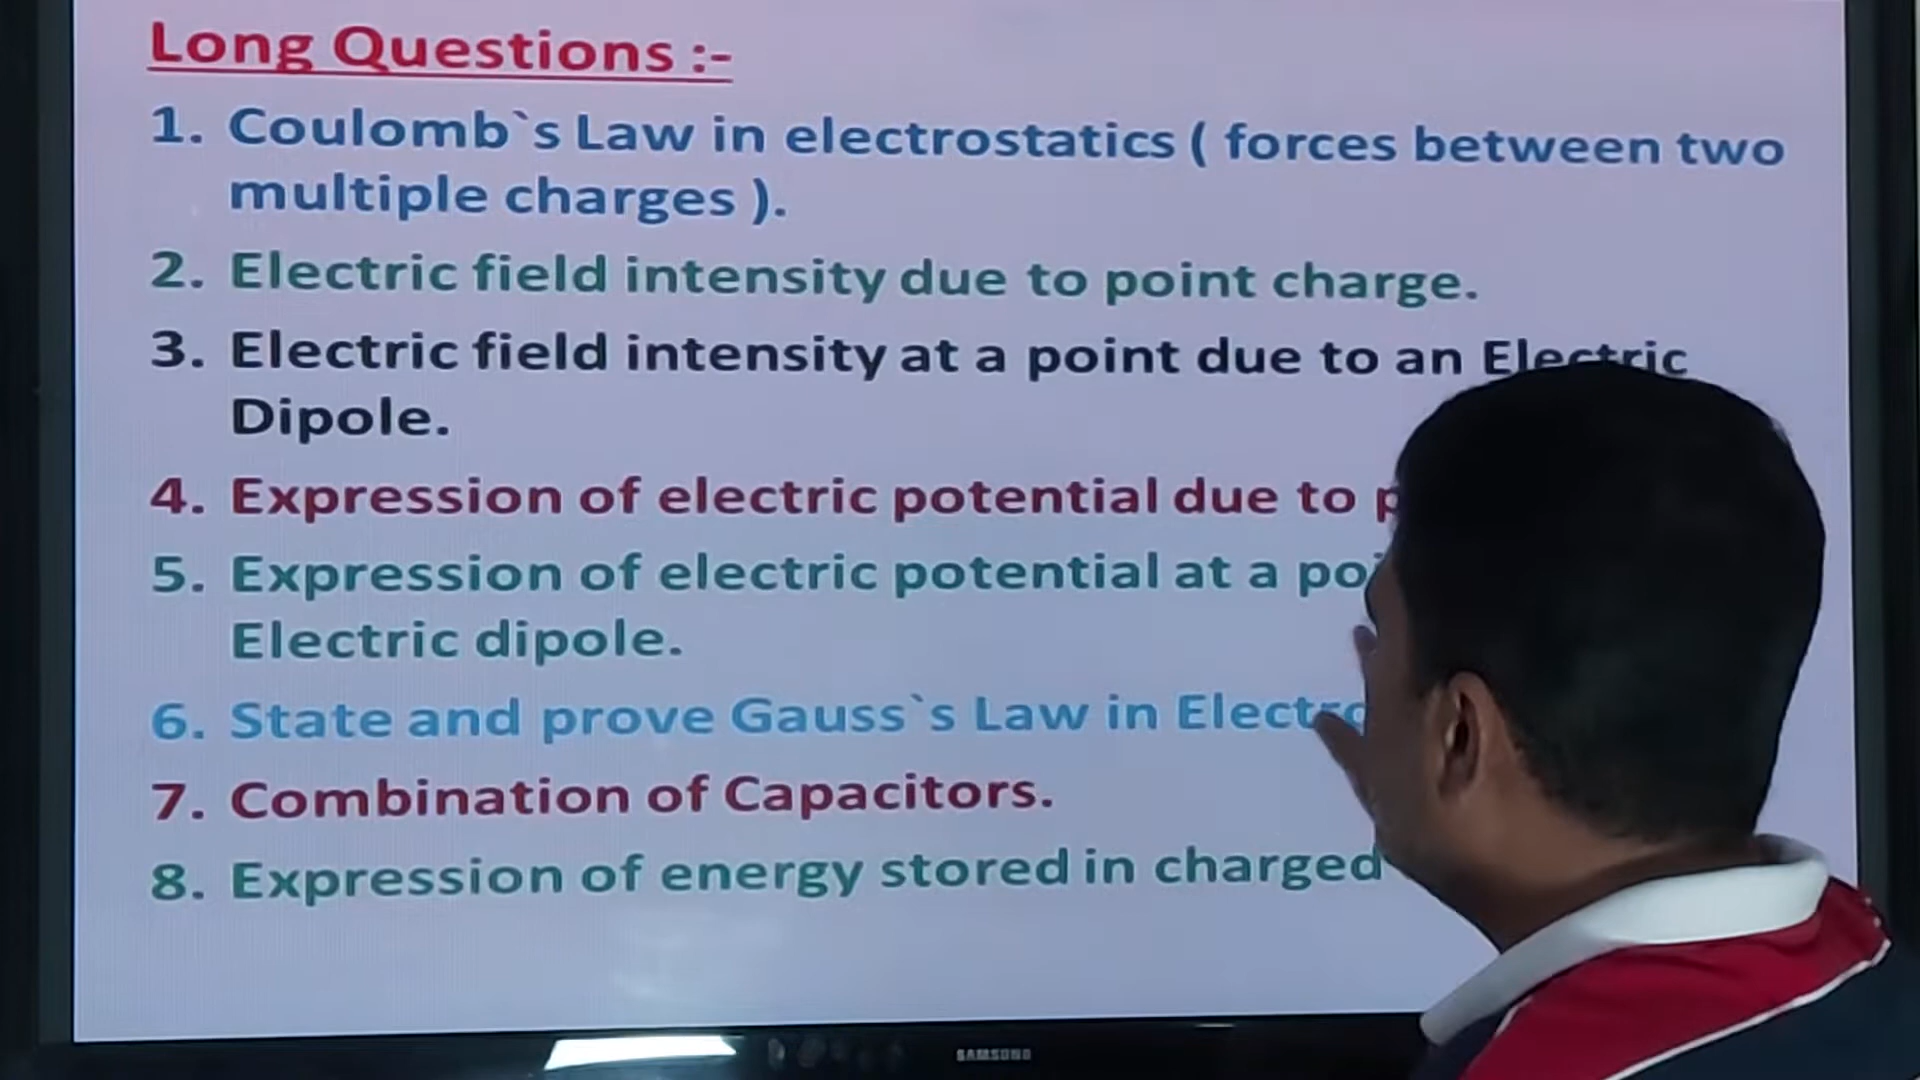 Long Questions :-
1. Coulomb`s Law in electrostatics ( forces between two
multiple charges ).
2. Electric field intensity due to point charge.
3. Electric field intensity at a point due to an Electric
Dipole.
4. Expression of electric potential due to
5. Expression of electric potential at a
Electric dipole.
6. State and prove Gauss`s Law in
7. Combination of Capacitors.
8. Expression of energy stored in charged
SAMSUNG